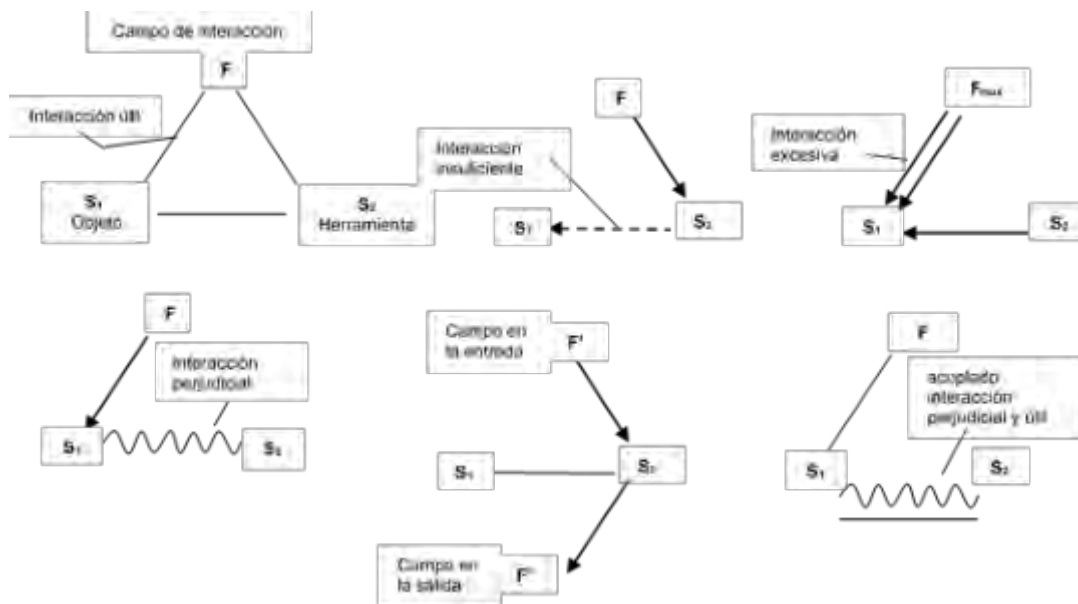 Campo de interacción
F
Interacción útil
S₁
Objeto
S₂
Herramienta
Interacción
insuficiente
F
S₁
S₂
Fmax
Interacción
excesiva
S₁
S₂
F
Interacción
perjudicial
S₁
S₂
Campo en
la entrada
F'
S₁
S₂
Campo en
la salida
F"
F
acoplado
interacción
perjudicial y útil
S₁
S₂